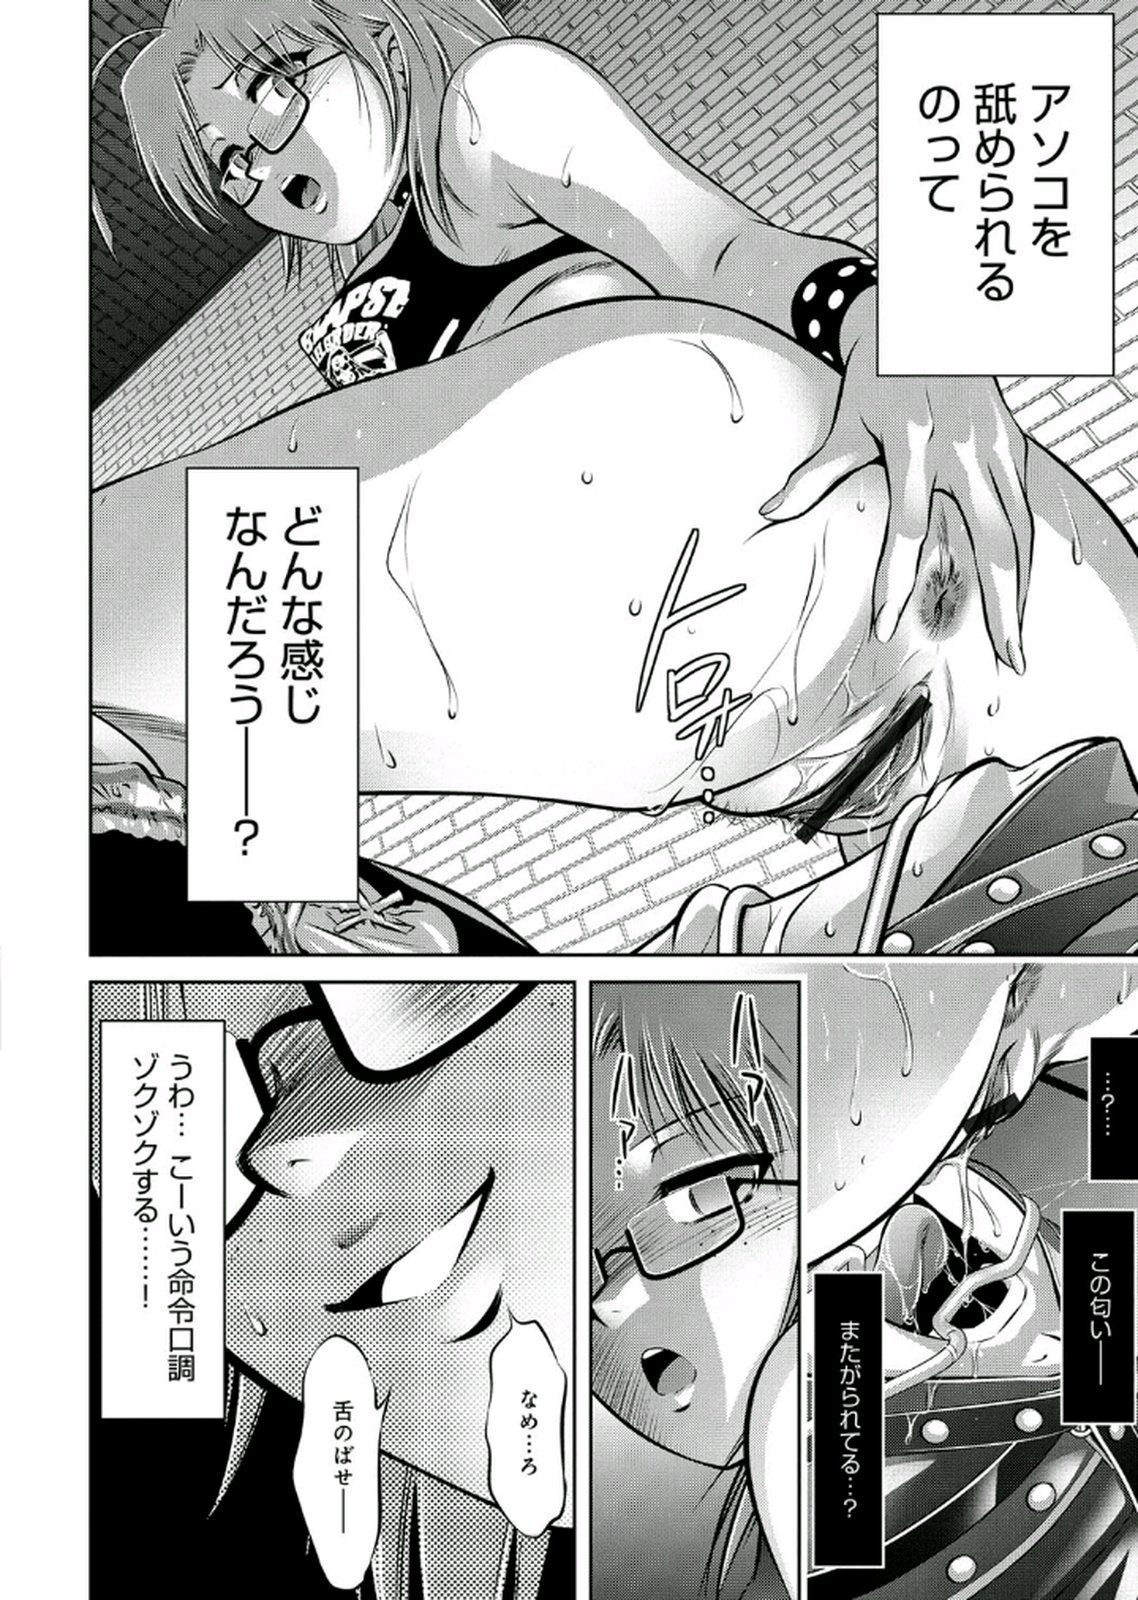 アソコを
舐められる
のって
どんな感じ
なんだろう――?
トロォ…
…?…
この匂い――
またがられてる…?
ハァ
ハァ…
なめ…ろ
舌のばせ――
うわ… こーいう命令口調
ゾクゾクする……!